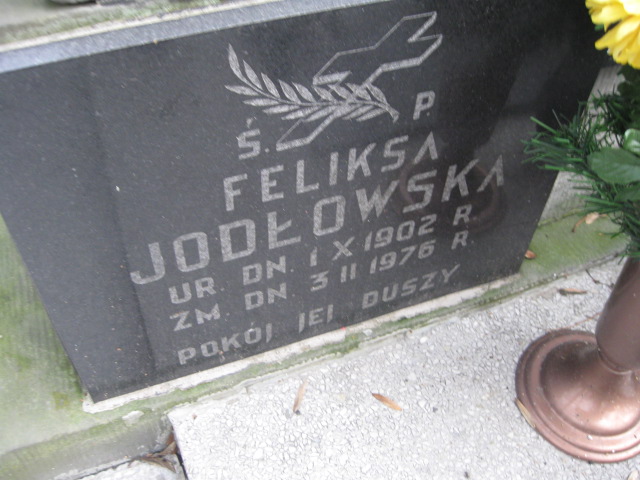 Ś. P.
FELIKSA
JODŁOWSKA
UR. DN. 1 X 1902 R.
ZM. DN. 3 II 1976 R.
POKÓJ JEJ DUSZY